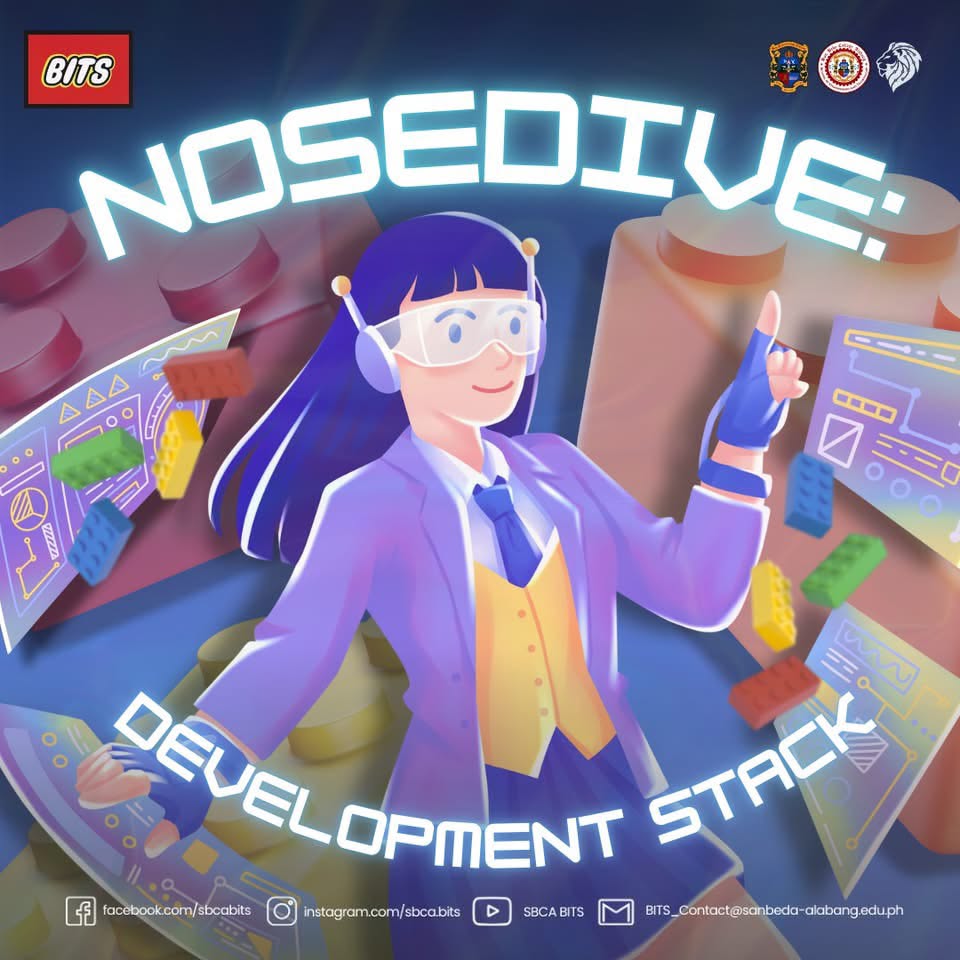 BITS
NOSEDIVE:
DEVELOPMENT STACK
facebook.com/sbcabits
instagram.com/sbca.bits
SBCA BITS
BITS_Contact@sanbeda-alabang.edu.ph